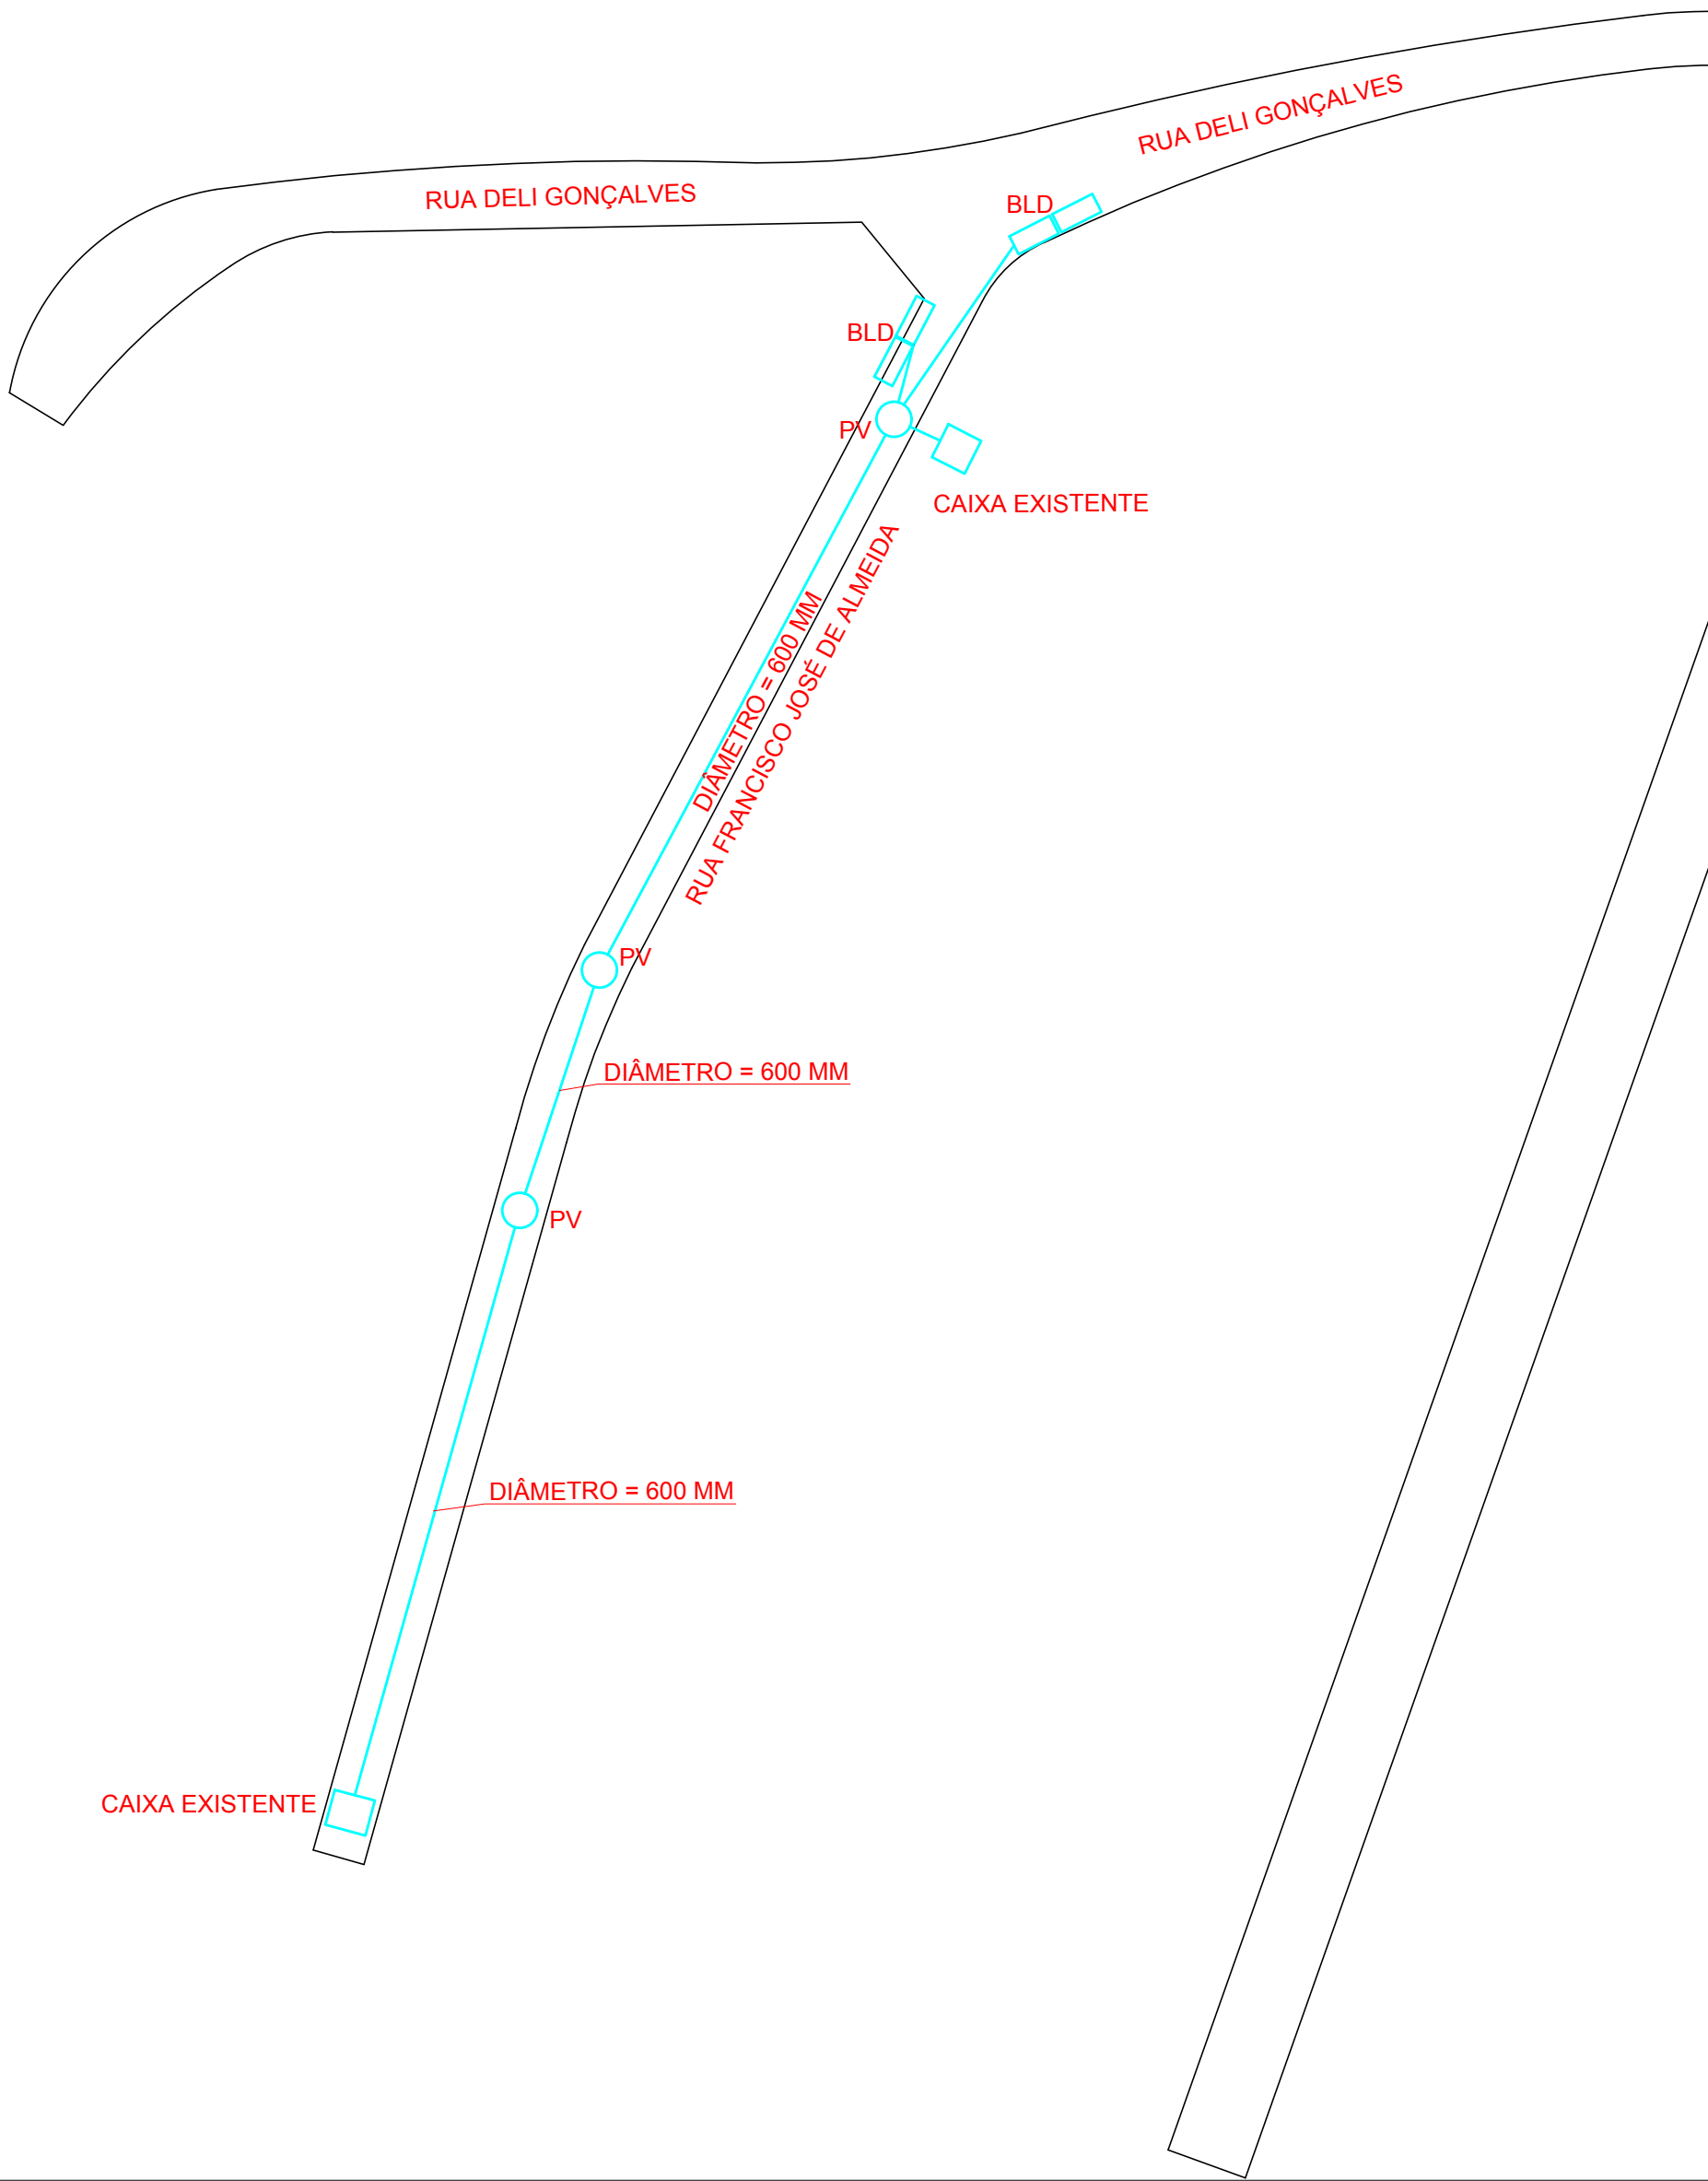 RUA DELI GONÇALVES
RUA DELI GONÇALVES
BLD
BLD
PV
CAIXA EXISTENTE
DIÂMETRO = 600 MM
RUA FRANCISCO JOSÉ DE ALMEIDA
PV
DIÂMETRO = 600 MM
PV
DIÂMETRO = 600 MM
CAIXA EXISTENTE